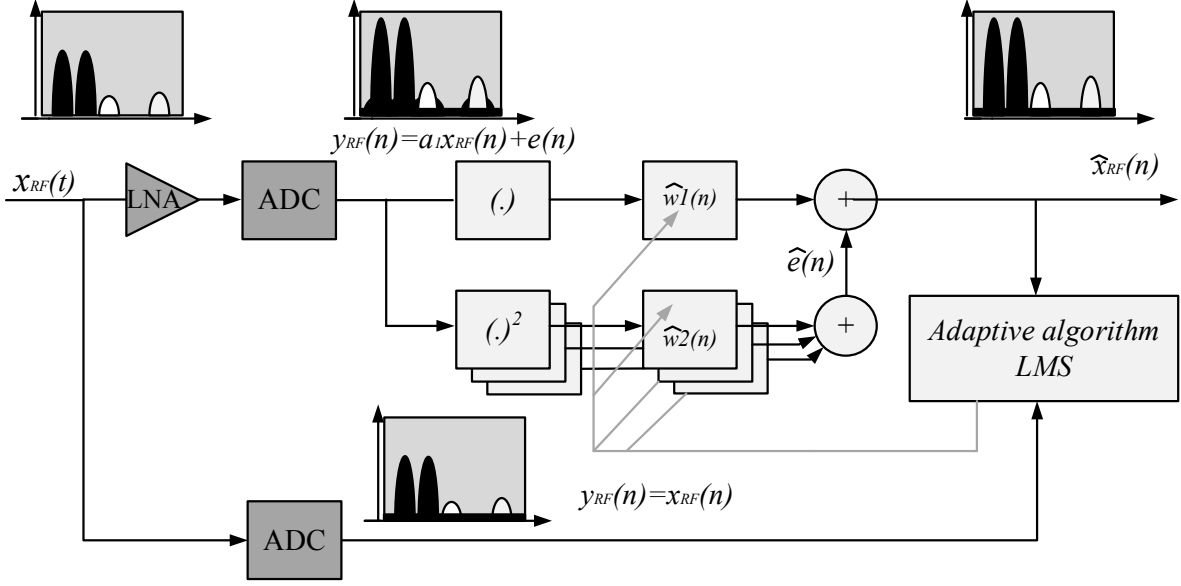 y_RF(n)=a_1x_RF(n)+e(n)
x_RF(t)
LNA
ADC
(.)
ŵ1(n)
+
x̂_RF(n)
ê(n)
(.)²
ŵ2(n)
+
Adaptive algorithm
LMS
y_RF(n)=x_RF(n)
ADC